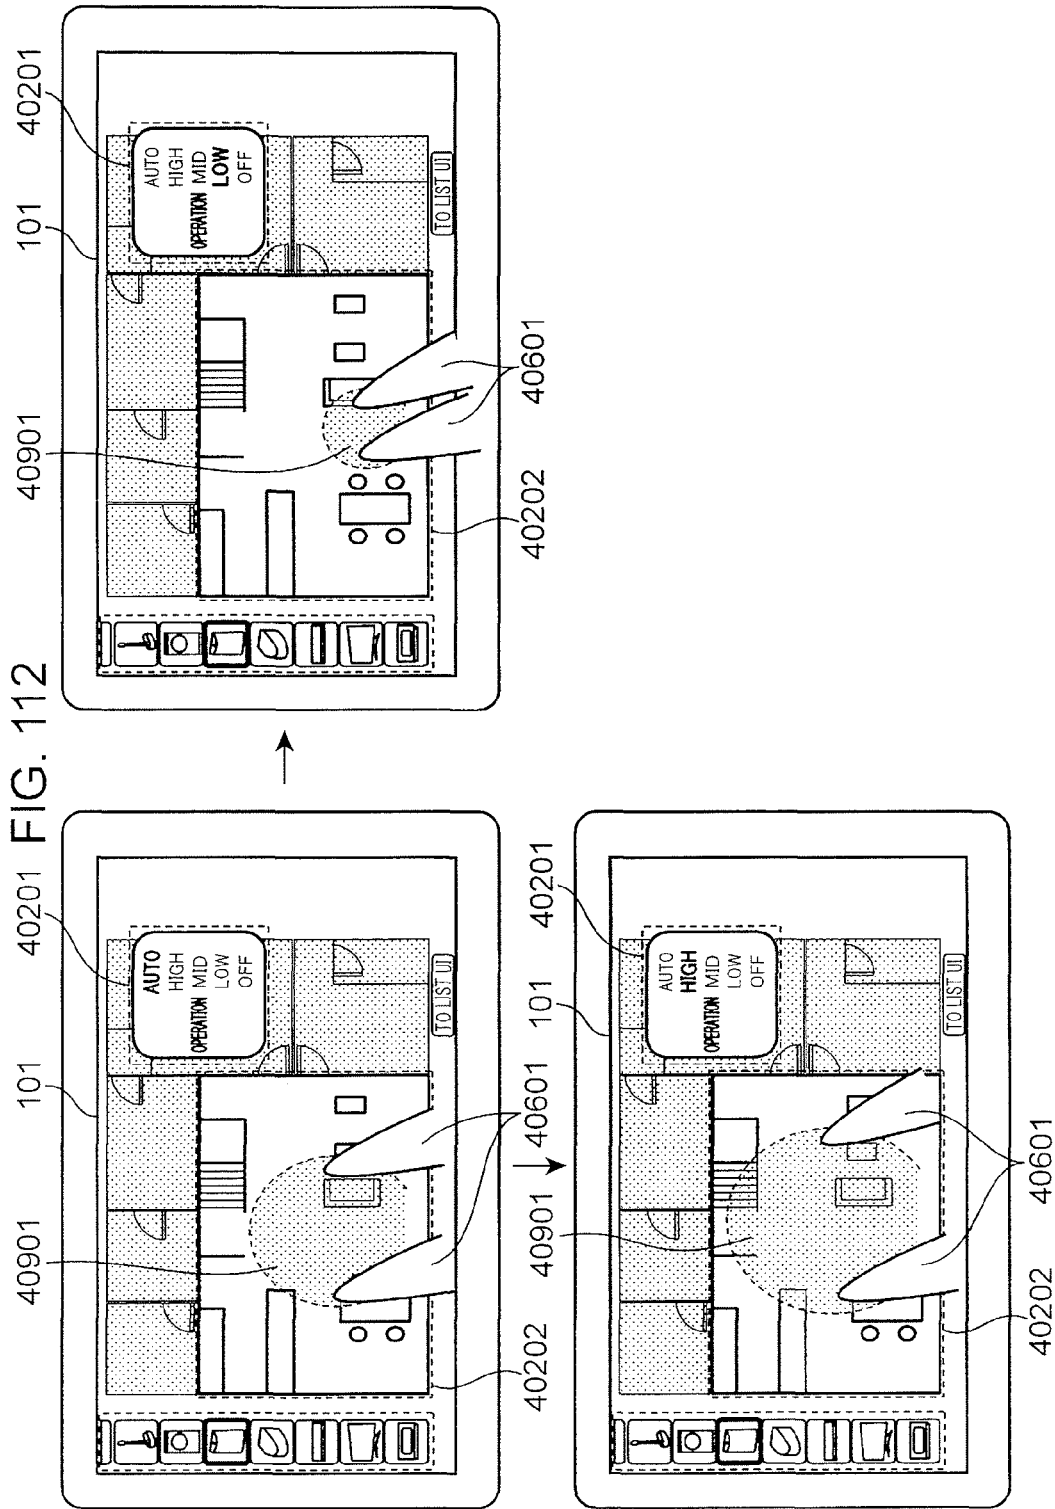 FIG. 112
40901 101 40201
AUTO
HIGH
OPERATION MID
LOW
OFF
TO LIST UI
40202 40601
40901 101 40201
AUTO
HIGH
OPERATION MID
LOW
OFF
TO LIST UI
40202 40601
40901 101 40201
AUTO
HIGH
OPERATION MID
LOW
OFF
TO LIST UI
40202 40601